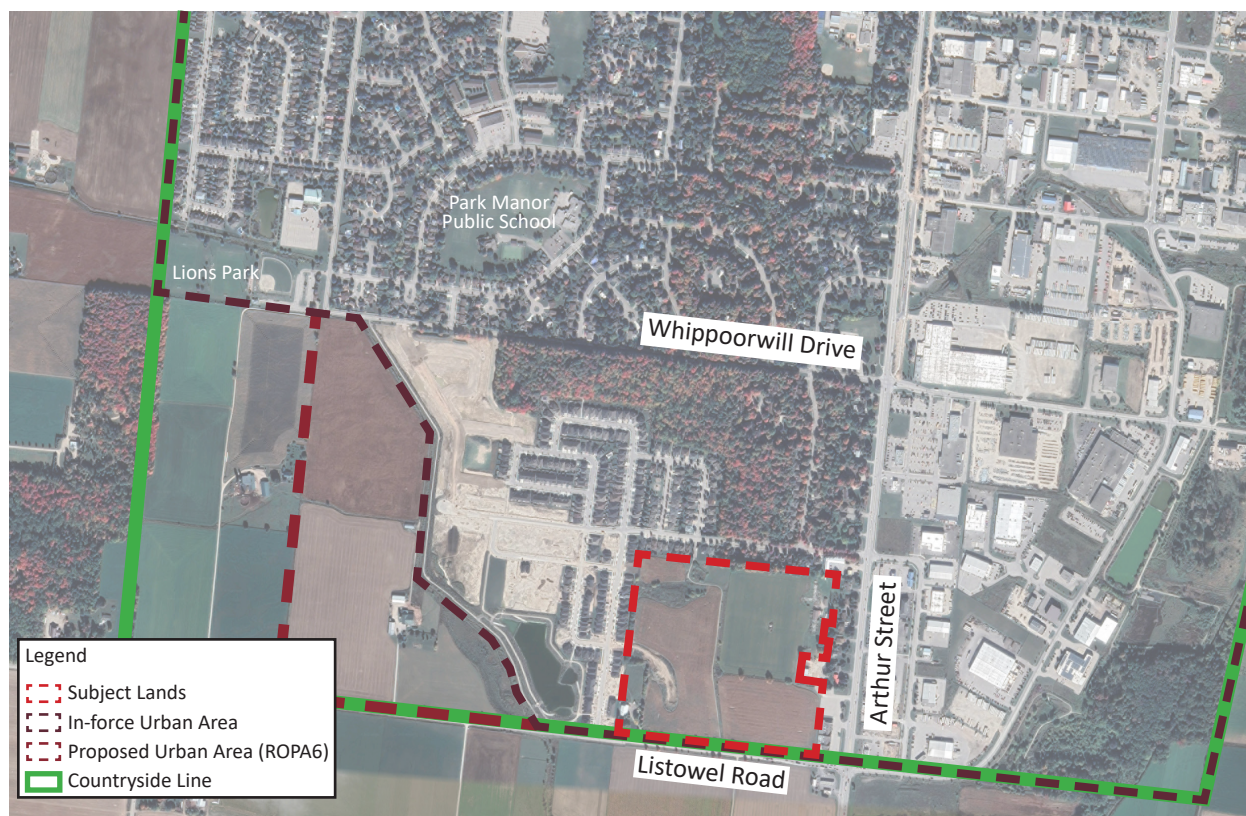 Park Manor
Public School
Lions Park
Whippoorwill Drive
Arthur Street
Legend
Subject Lands
In-force Urban Area
Proposed Urban Area (ROPA6)
Countryside Line
Listowel Road